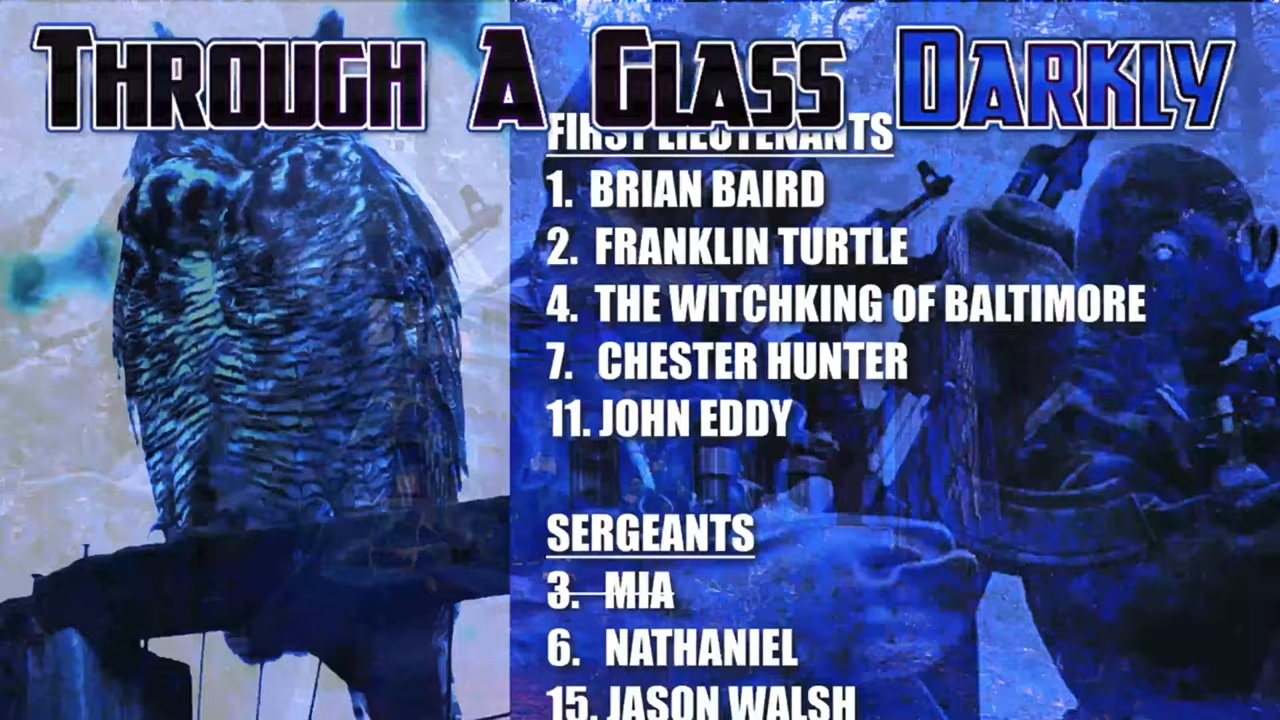 THROUGH A GLASS DARKLY
FIRST LIEUTENANTS
1. BRIAN BAIRD
2. FRANKLIN TURTLE
4. THE WITCHKING OF BALTIMORE
7. CHESTER HUNTER
11. JOHN EDDY
SERGEANTS
3. MIA
6. NATHANIEL
15. JASON WALSH